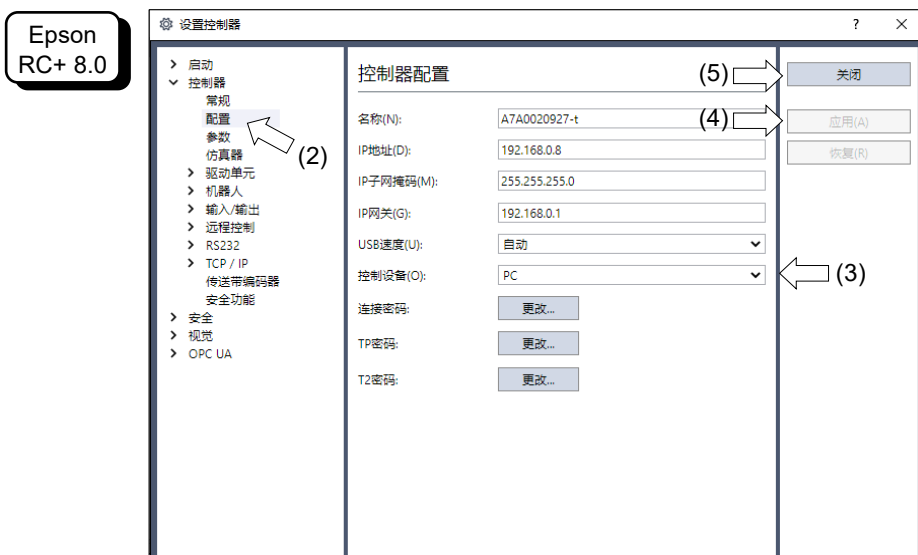 Epson
RC+ 8.0
设置控制器
?
×
启动
控制器
常规
配置
参数
仿真器
驱动单元
机器人
输入/输出
远程控制
RS232
TCP / IP
传送带编码器
安全功能
安全
视觉
OPC UA
(2)
控制器配置
名称(N): A7A0020927-t
IP地址(D): 192.168.0.8
IP子网掩码(M): 255.255.255.0
IP网关(G): 192.168.0.1
USB速度(U): 自动
控制设备(O): PC
连接密码: 更改...
TP密码: 更改...
T2密码: 更改...
(5)
关闭
(4)
应用(A)
恢复(R)
(3)